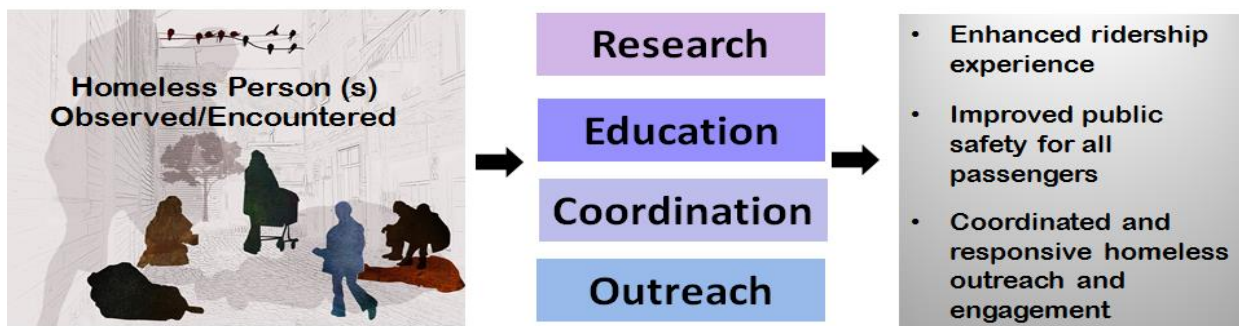 Homeless Person (s)
Observed/Encountered
Research
Education
Coordination
Outreach
• Enhanced ridership
experience
• Improved public
safety for all
passengers
• Coordinated and
responsive homeless
outreach and
engagement